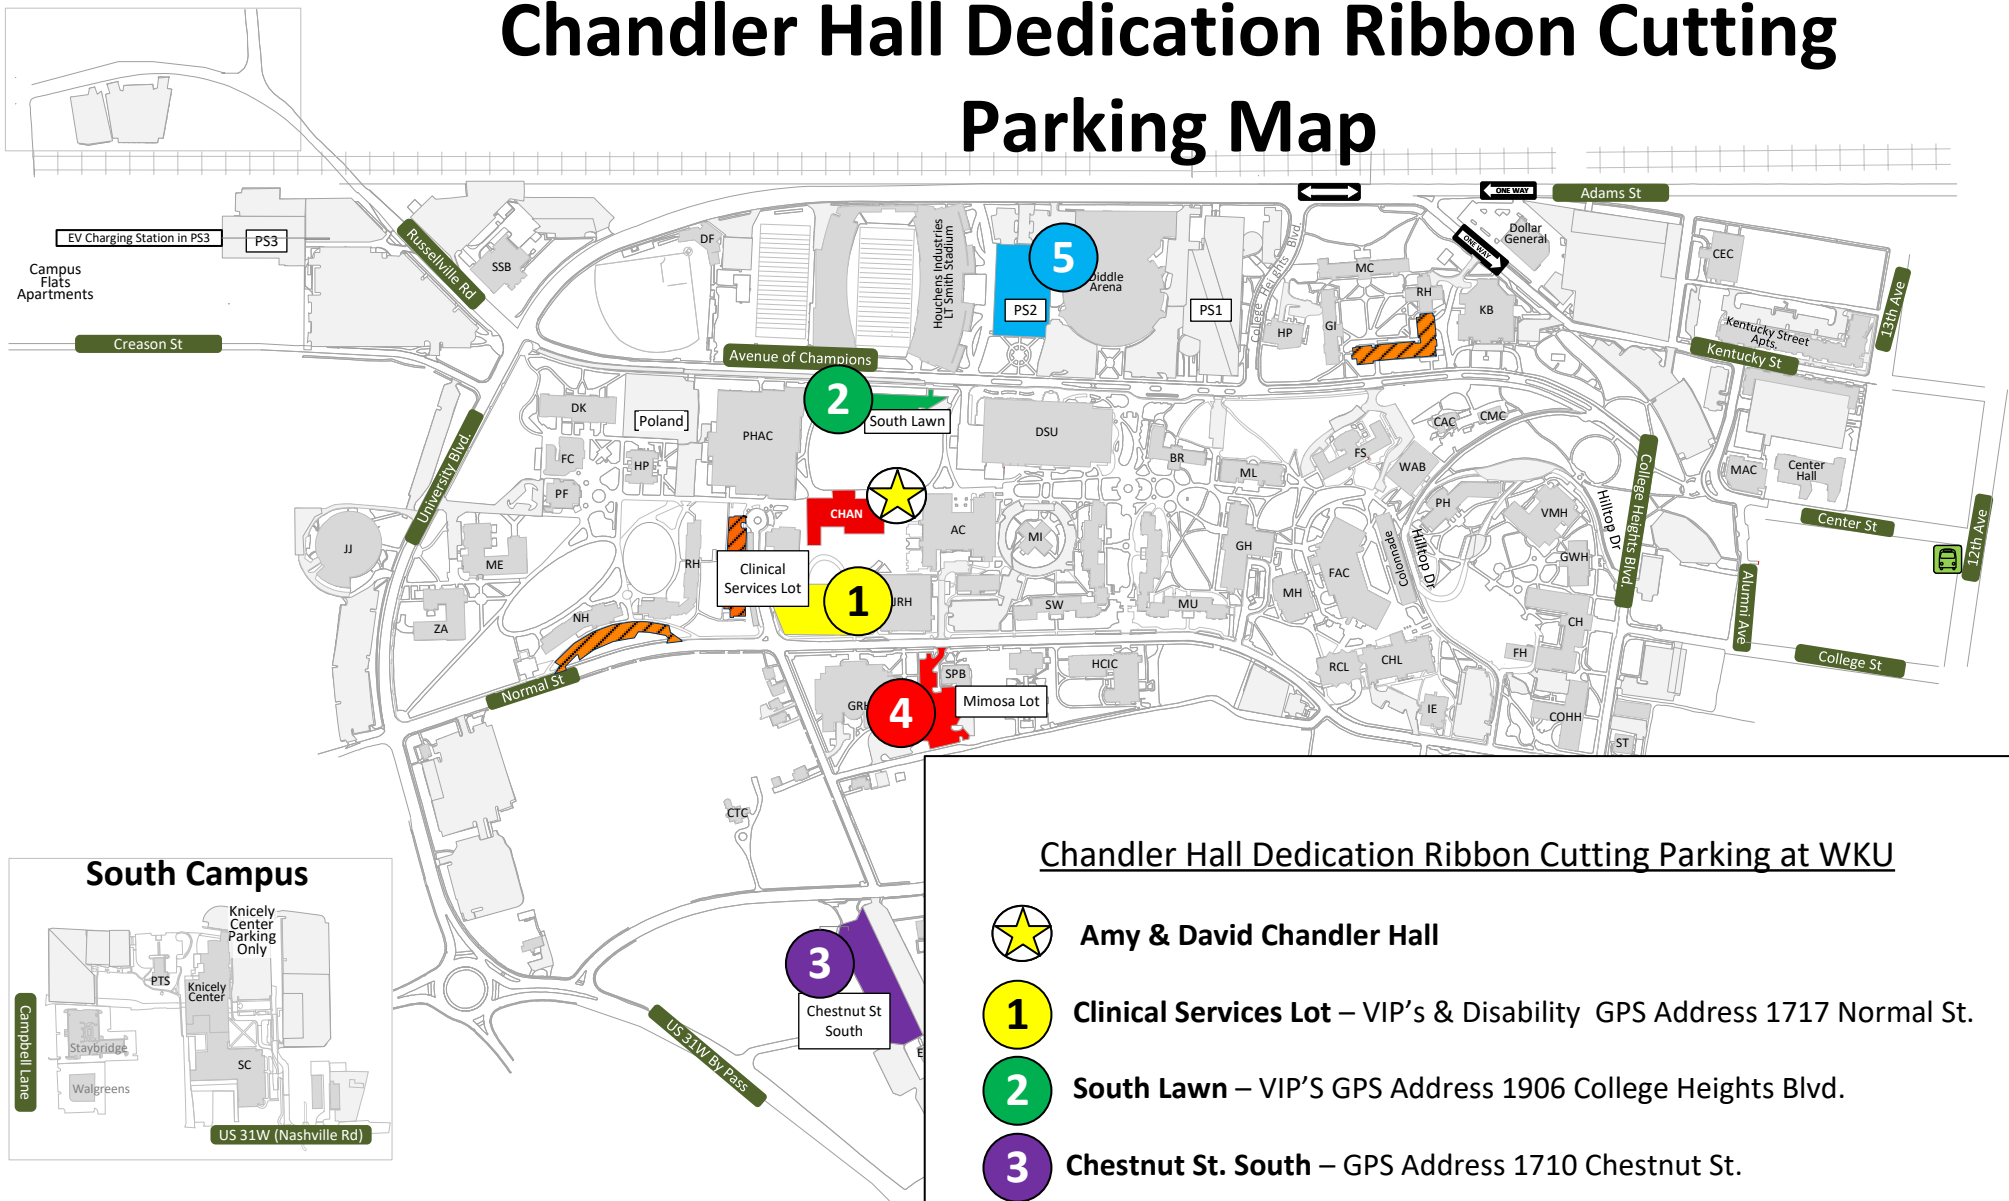 Chandler Hall Dedication Ribbon Cutting
Parking Map
Adams St
ONE WAY
ONE WAY
EV Charging Station in PS3
PS3
Campus
Flats
Apartments
Russellville Rd
SSB
DF
Houchens Industries
LT Smith Stadium
5
Diddle
Arena
PS2
PS1
College Heights Blvd.
MC
RH
HP
GI
KB
Dollar
General
CEC
13th Ave
Kentucky Street
Apts.
Kentucky St
Creason St
Avenue of Champions
2
South Lawn
DK
[Poland]
PHAC
DSU
BR
ML
FS
WAB
CAC
CMC
MAC
Center
Hall
FC
HP
PF
University Blvd.
CHAN
AC
MI
PH
VMH
Hilltop Dr
College Heights Blvd
Center St
12th Ave
JJ
ME
RH
Clinical
Services Lot
1
JRH
GH
FAC
Colonnade
Hilltop Dr
GWH
Alumni Ave
ZA
NH
SW
MU
MH
CH
FH
College St
Normal St
GRH
4
SPB
Mimosa Lot
HCIC
RCL
CHL
IE
COHH
ST
CTC
3
Chestnut St
South
US 31W By Pass
South Campus
Knicely
Center
Parking
Only
PTS
Knicely
Center
Campbell Lane
Staybridge
Walgreens
SC
US 31W (Nashville Rd)
Chandler Hall Dedication Ribbon Cutting Parking at WKU
Amy & David Chandler Hall
1 Clinical Services Lot – VIP's & Disability GPS Address 1717 Normal St.
2 South Lawn – VIP'S GPS Address 1906 College Heights Blvd.
3 Chestnut St. South – GPS Address 1710 Chestnut St.